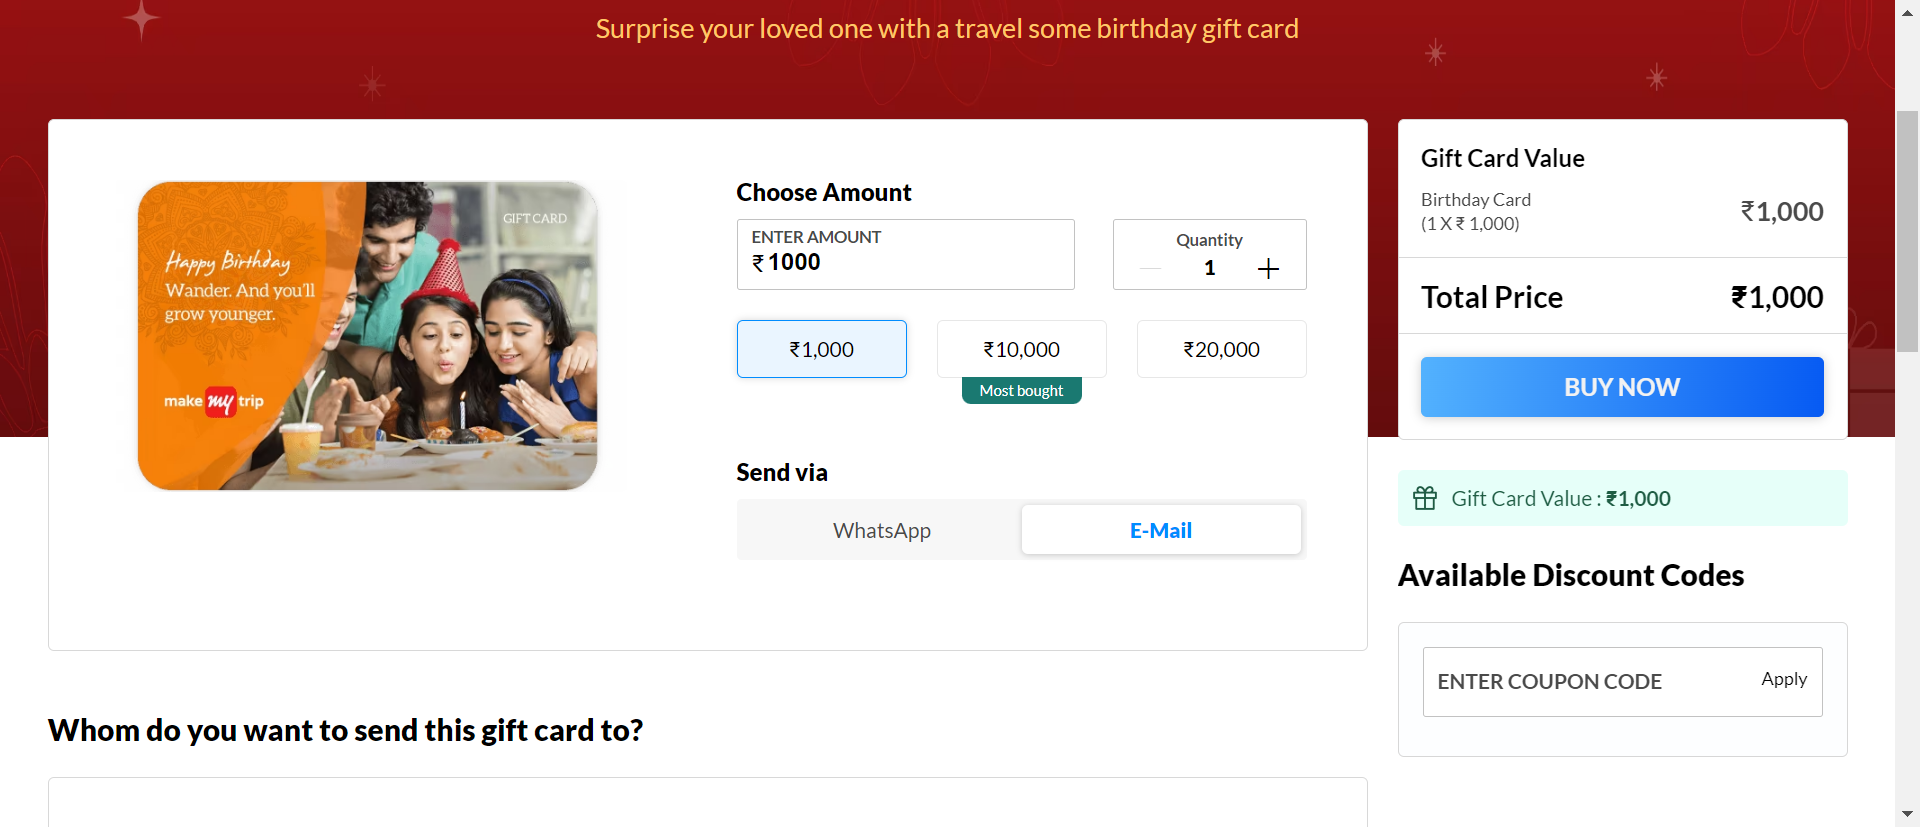 Surprise your loved one with a travel some birthday gift card
GIFT CARD
Happy Birthday
Wander. And you'll
grow younger.
make my trip
Choose Amount
ENTER AMOUNT
₹ 1000
Quantity
1
₹1,000
₹10,000
₹20,000
Most bought
Send via
WhatsApp
E-Mail
Whom do you want to send this gift card to?
Gift Card Value
Birthday Card
(1 X ₹ 1,000)
₹1,000
Total Price
₹1,000
BUY NOW
Gift Card Value : ₹1,000
Available Discount Codes
ENTER COUPON CODE
Apply